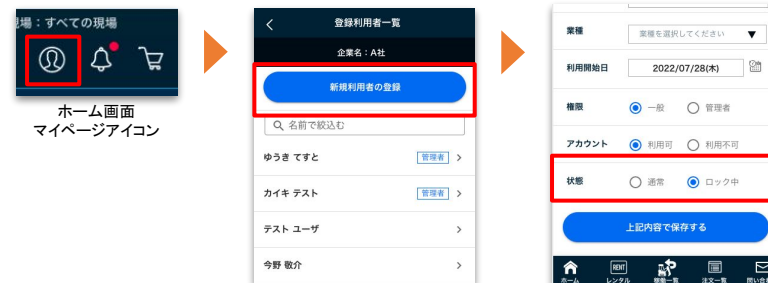 現場：すべての現場
ホーム画面
マイページアイコン
登録利用者一覧
企業名：A社
新規利用者の登録
名前で絞込む
ゆうき てすと
管理者
カイキ テスト
管理者
テスト ユーザ
今野 敬介
業種
業種を選択してください
利用開始日
2022/07/28(木)
権限
一般
管理者
アカウント
利用可
利用不可
状態
通常
ロック中
上記内容で保存する
ホーム
RENT
レンタル
稼働一覧
注文一覧